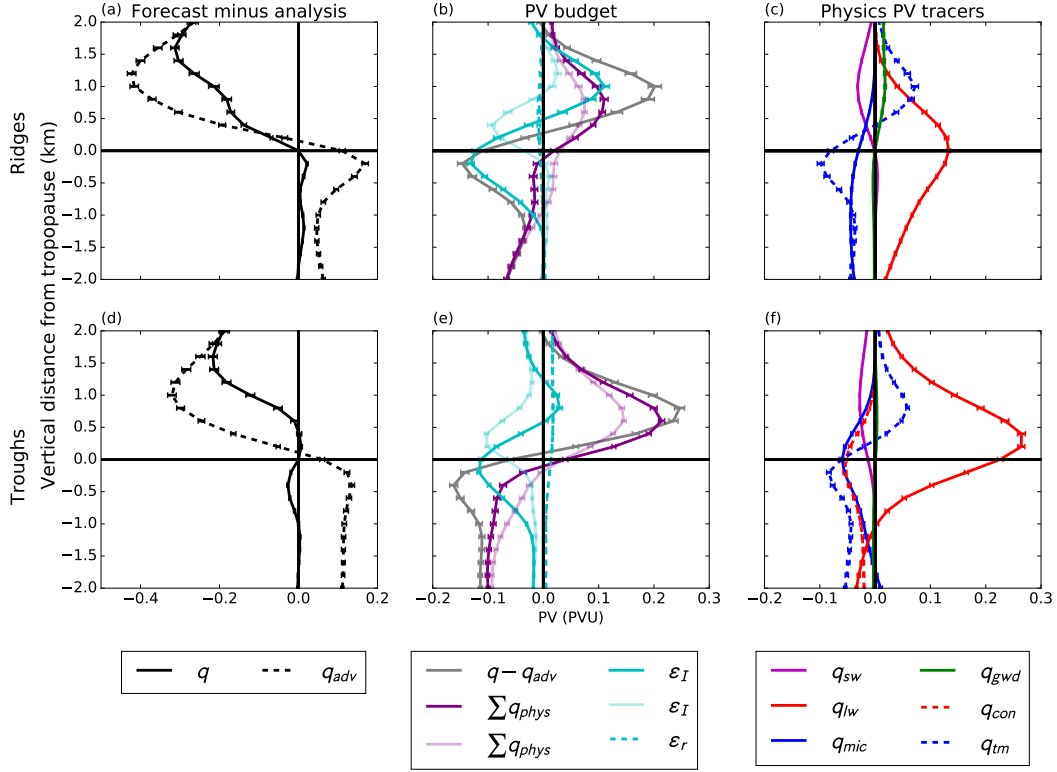 Forecast minus analysis
PV budget
Physics PV tracers
(a)
(b)
(c)
2.0
1.5
1.0
0.5
0.0
−0.5
−1.0
−1.5
−2.0
Ridges
Vertical distance from tropopause (km)
(d)
(e)
(f)
2.0
1.5
1.0
0.5
0.0
−0.5
−1.0
−1.5
−2.0
Troughs
−0.4 −0.2 0.0 0.2
−0.2 −0.1 0.0 0.1 0.2 0.3
−0.2 −0.1 0.0 0.1 0.2 0.3
PV (PVU)
q q_adv
q − q_adv ε_I
∑ q_phys ε_I
∑ q_phys ε_r
q_sw q_gwd
q_lw q_con
q_mic q_tm